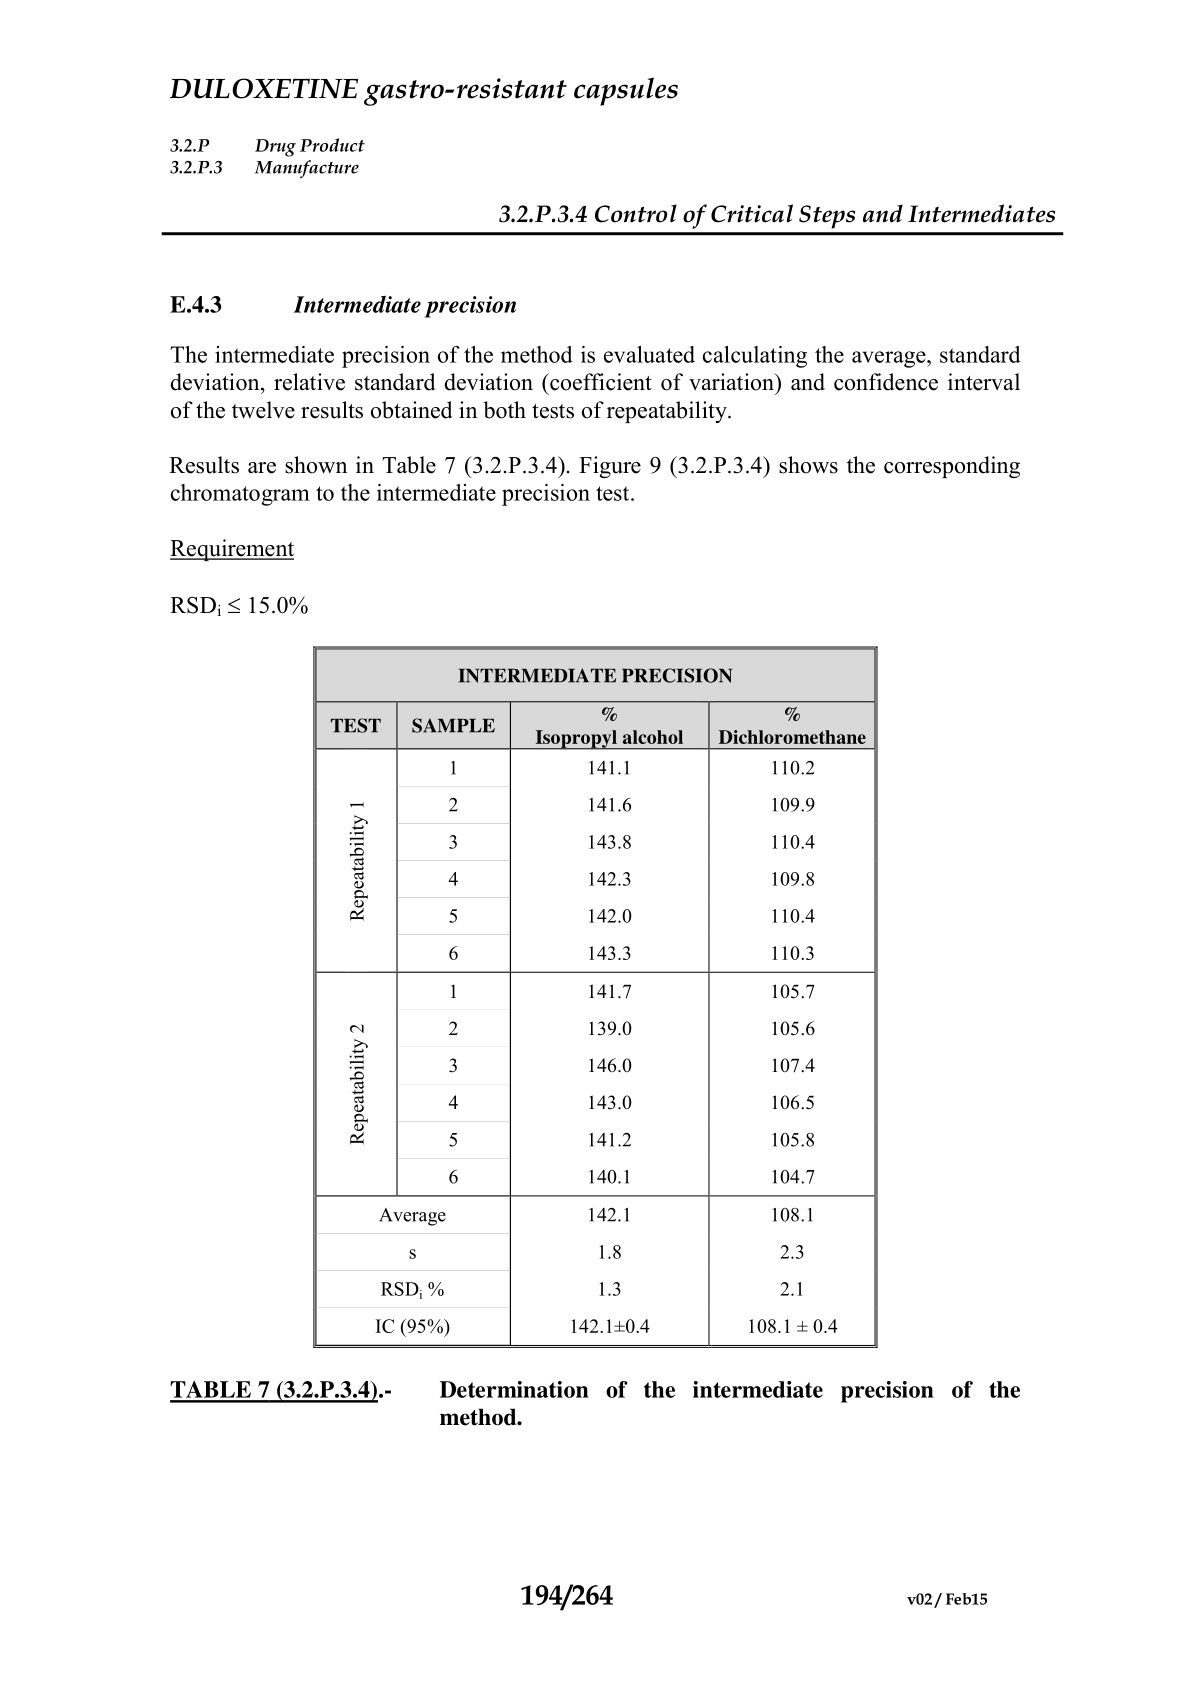 DULOXETINE gastro-resistant capsules
3.2.P Drug Product
3.2.P.3 Manufacture
3.2.P.3.4 Control of Critical Steps and Intermediates
E.4.3 Intermediate precision
The intermediate precision of the method is evaluated calculating the average, standard
deviation, relative standard deviation (coefficient of variation) and confidence interval
of the twelve results obtained in both tests of repeatability.
Results are shown in Table 7 (3.2.P.3.4). Figure 9 (3.2.P.3.4) shows the corresponding
chromatogram to the intermediate precision test.
Requirement
RSDi ≤ 15.0%
INTERMEDIATE PRECISION
TEST SAMPLE % Isopropyl alcohol % Dichloromethane
Repeatability 1
1 141.1 110.2
2 141.6 109.9
3 143.8 110.4
4 142.3 109.8
5 142.0 110.4
6 143.3 110.3
Repeatability 2
1 141.7 105.7
2 139.0 105.6
3 146.0 107.4
4 143.0 106.5
5 141.2 105.8
6 140.1 104.7
Average 142.1 108.1
s 1.8 2.3
RSDi % 1.3 2.1
IC (95%) 142.1±0.4 108.1 ± 0.4
TABLE 7 (3.2.P.3.4).- Determination of the intermediate precision of the
method.
194/264 v02 / Feb15